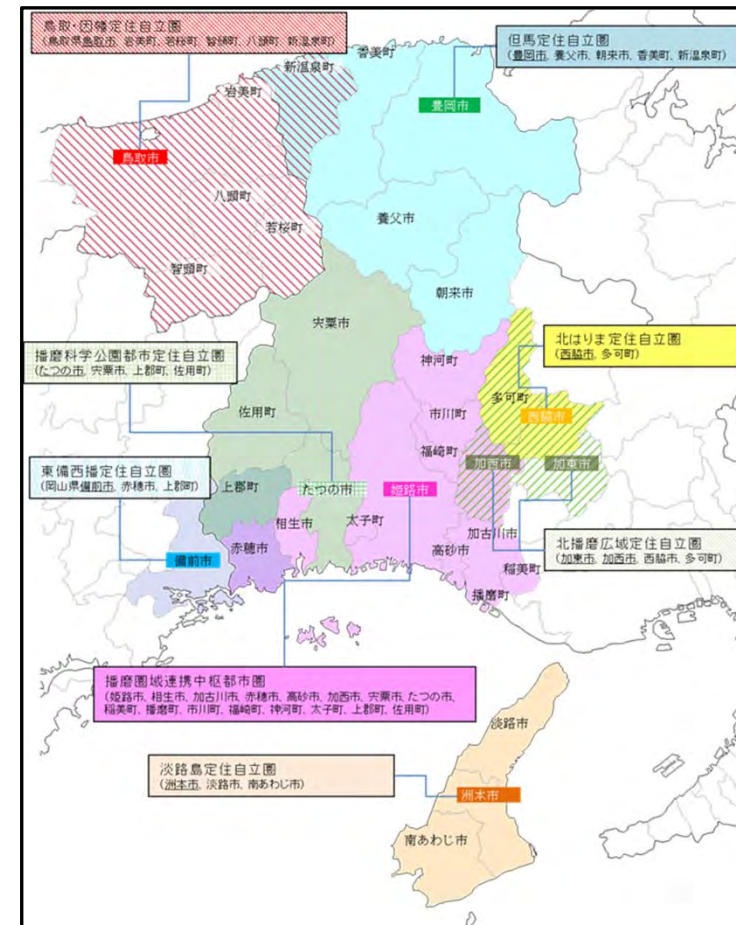 鳥取・因幡定住自立圏
(鳥取県鳥取市, 岩美町, 若桜町, 智頭町, 八頭町, 新温泉町)
但馬定住自立圏
(豊岡市, 養父市, 朝来市, 香美町, 新温泉町)
香美町
新温泉町
岩美町
豊岡市
鳥取市
八頭町
若桜町
養父市
智頭町
朝来市
宍粟市
播磨科学公園都市定住自立圏
(たつの市, 宍粟市, 上郡町, 佐用町)
北はりま定住自立圏
(西脇市, 多可町)
神河町
多可町
佐用町
市川町
西脇市
福崎町
東備西播定住自立圏
(岡山県備前市, 赤穂市, 上郡町)
加西市
加東市
上郡町
たつの市
姫路市
相生市
太子町
加古川市
北播磨広域定住自立圏
(加東市, 加西市, 西脇市, 多可町)
赤穂市
高砂市
備前市
稲美町
播磨町
播磨圏域連携中枢都市圏
(姫路市, 相生市, 加古川市, 赤穂市, 高砂市, 加西市, 宍粟市, たつの市,
稲美町, 播磨町, 市川町, 福崎町, 神河町, 太子町, 上郡町, 佐用町)
淡路市
淡路島定住自立圏
(洲本市, 淡路市, 南あわじ市)
洲本市
南あわじ市